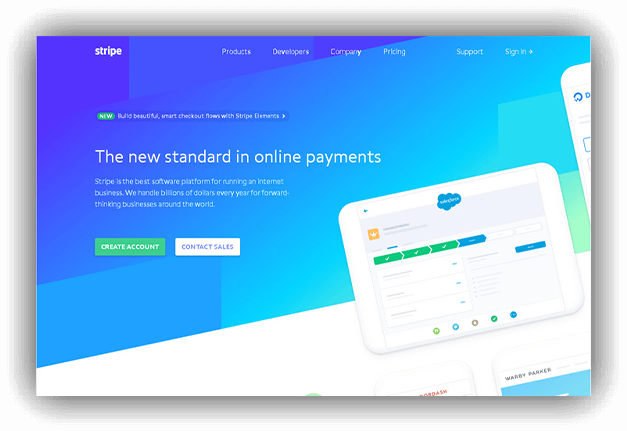 stripe
Products Developers Company Pricing Support Sign in →
NEW Build beautiful, smart checkout flows with Stripe Elements >
The new standard in online payments
Stripe is the best software platform for running an internet
business. We handle billions of dollars every year for forward-
thinking businesses around the world.
CREATE ACCOUNT CONTACT SALES
salesforce
WARBY PARKER